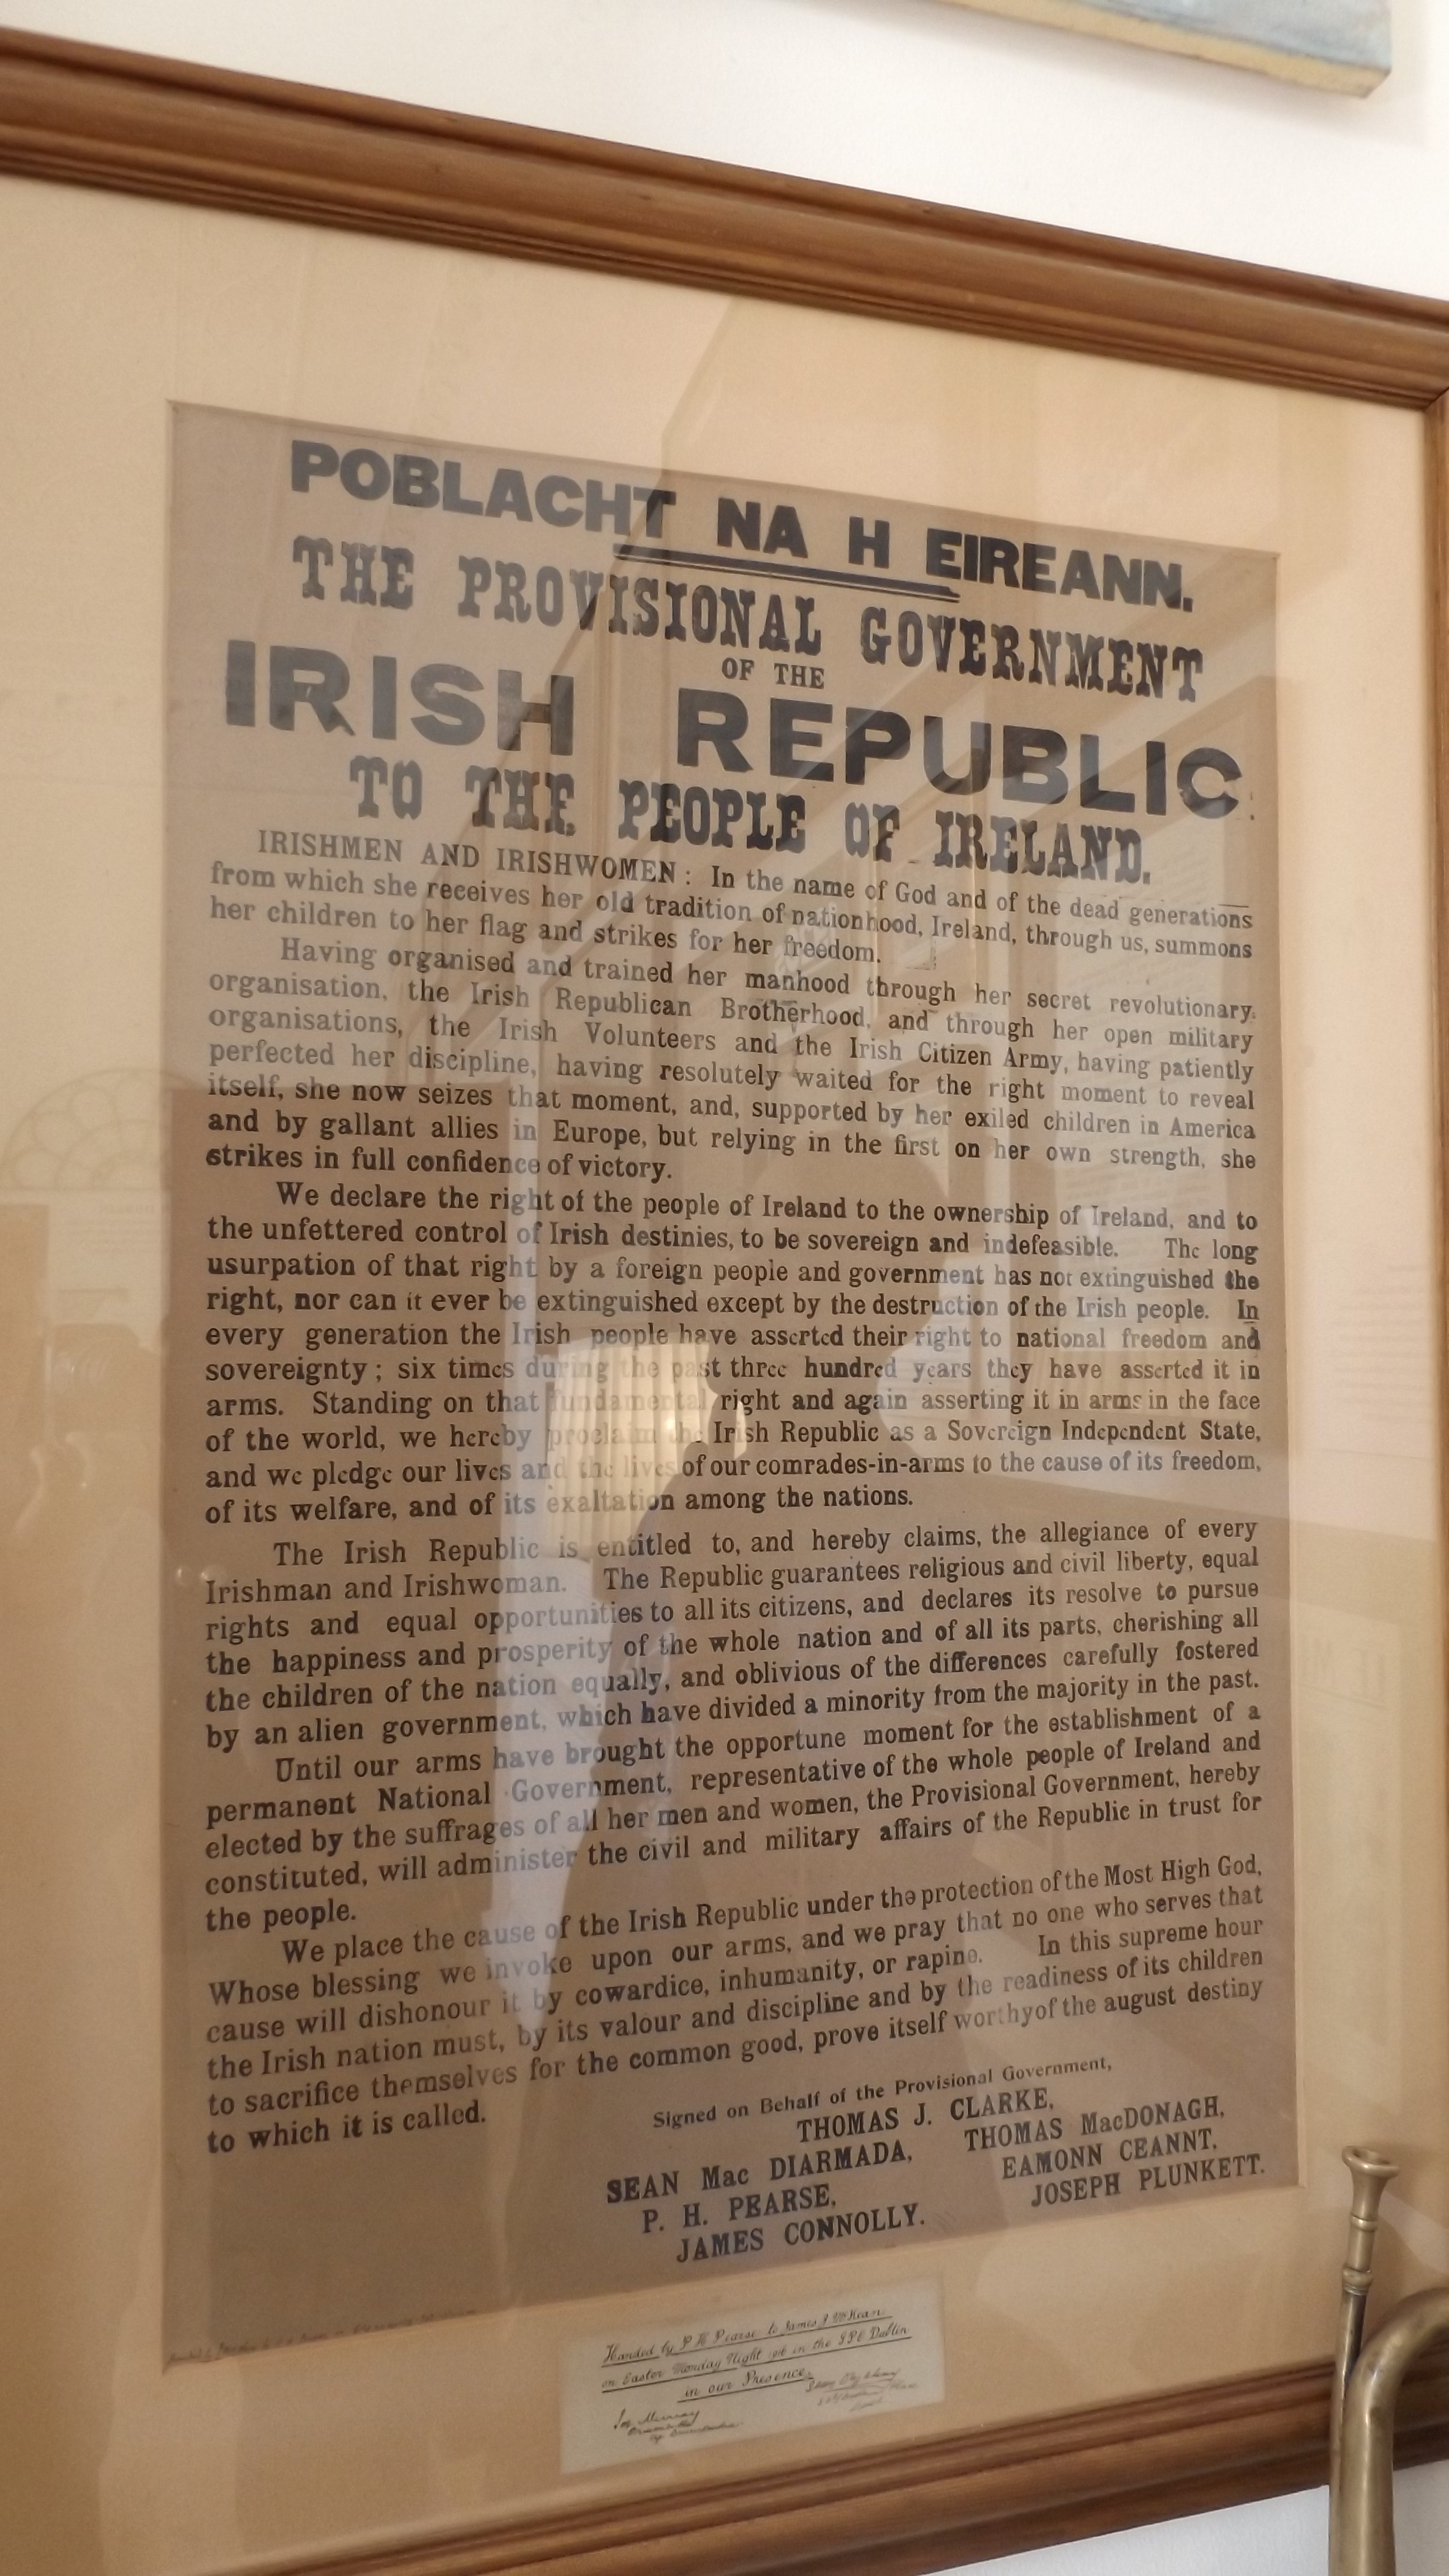 POBLACHT NA H EIREANN.
THE PROVISIONAL GOVERNMENT
OF THE
IRISH REPUBLIC
TO THE PEOPLE OF IRELAND.
IRISHMEN AND IRISHWOMEN: In the name of God and of the dead generations
from which she receives her old tradition of nationhood, Ireland, through us, summons
her children to her flag and strikes for her freedom.
Having organised and trained her manhood through her secret revolutionary
organisation, the Irish Republican Brotherhood, and through her open military
organisations, the Irish Volunteers and the Irish Citizen Army, having patiently
perfected her discipline, having resolutely waited for the right moment to reveal
itself, she now seizes that moment, and, supported by her exiled children in America
and by gallant allies in Europe, but relying in the first on her own strength, she
strikes in full confidence of victory.
We declare the right of the people of Ireland to the ownership of Ireland, and to
the unfettered control of Irish destinies, to be sovereign and indefeasible. The long
usurpation of that right by a foreign people and government has not extinguished the
right, nor can it ever be extinguished except by the destruction of the Irish people. In
every generation the Irish people have asserted their right to national freedom and
sovereignty; six times during the past three hundred years they have asserted it in
arms. Standing on that fundamental right and again asserting it in arms in the face
of the world, we hereby proclaim the Irish Republic as a Sovereign Independent State,
and we pledge our lives and the lives of our comrades-in-arms to the cause of its freedom,
of its welfare, and of its exaltation among the nations.
The Irish Republic is entitled to, and hereby claims, the allegiance of every
Irishman and Irishwoman. The Republic guarantees religious and civil liberty, equal
rights and equal opportunities to all its citizens, and declares its resolve to pursue
the happiness and prosperity of the whole nation and of all its parts, cherishing all
the children of the nation equally, and oblivious of the differences carefully fostered
by an alien government, which have divided a minority from the majority in the past.
Until our arms have brought the opportune moment for the establishment of a
permanent National Government, representative of the whole people of Ireland and
elected by the suffrages of all her men and women, the Provisional Government, hereby
constituted, will administer the civil and military affairs of the Republic in trust for
the people.
We place the cause of the Irish Republic under the protection of the Most High God,
Whose blessing we invoke upon our arms, and we pray that no one who serves that
cause will dishonour it by cowardice, inhumanity, or rapine. In this supreme hour
the Irish nation must, by its valour and discipline and by the readiness of its children
to sacrifice themselves for the common good, prove itself worthy of the august destiny
to which it is called.
Signed on Behalf of the Provisional Government,
THOMAS J. CLARKE,
SEAN Mac DIARMADA, THOMAS MacDONAGH,
P. H. PEARSE, EAMONN CEANNT,
JAMES CONNOLLY. JOSEPH PLUNKETT.
Handed by P H Pearse to James J McKean
on Easter Monday Night in the GPO Dublin
in our Presence.
Murray